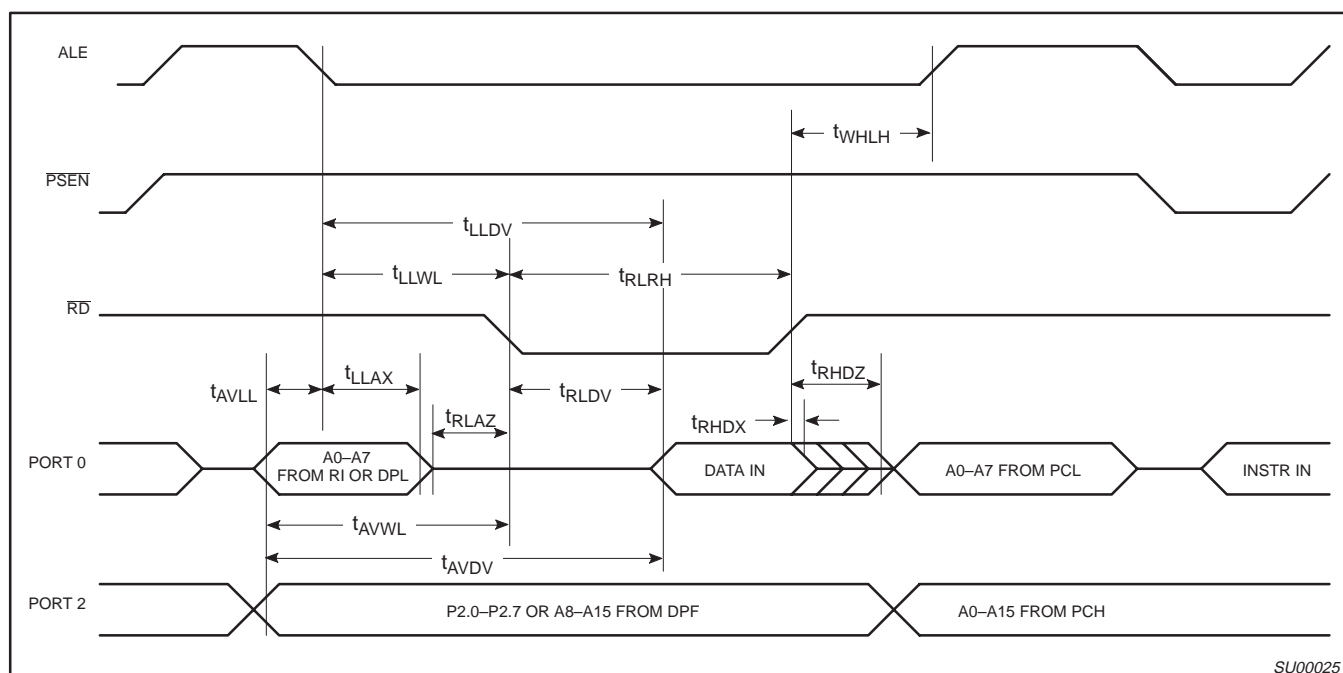 ALE
tWHLH
PSEN
tLLDV
tLLWL
tRLRH
RD
tAVLL
tLLAX
tRLAZ
tRLDV
tRHDZ
tRHDX
PORT 0
A0–A7
FROM RI OR DPL
DATA IN
A0–A7 FROM PCL
INSTR IN
tAVWL
tAVDV
PORT 2
P2.0–P2.7 OR A8–A15 FROM DPF
A0–A15 FROM PCH
SU00025